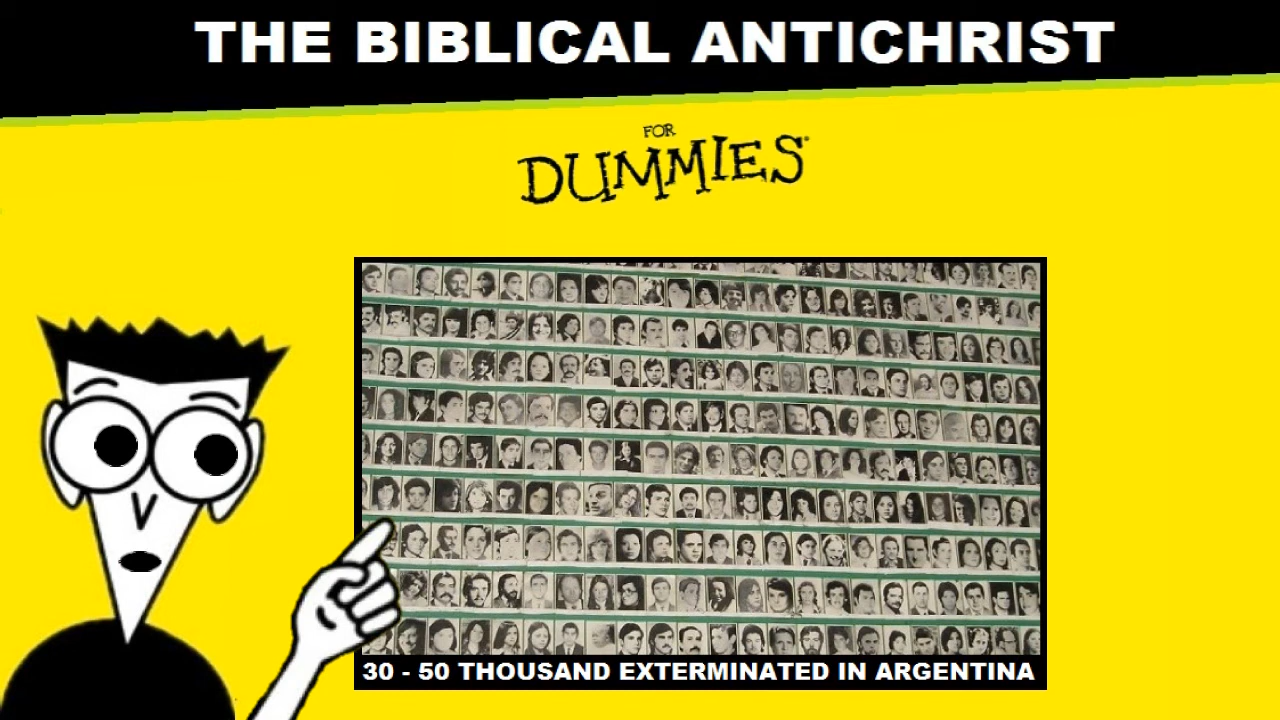 THE BIBLICAL ANTICHRIST
FOR
DUMMIES
30 - 50 THOUSAND EXTERMINATED IN ARGENTINA